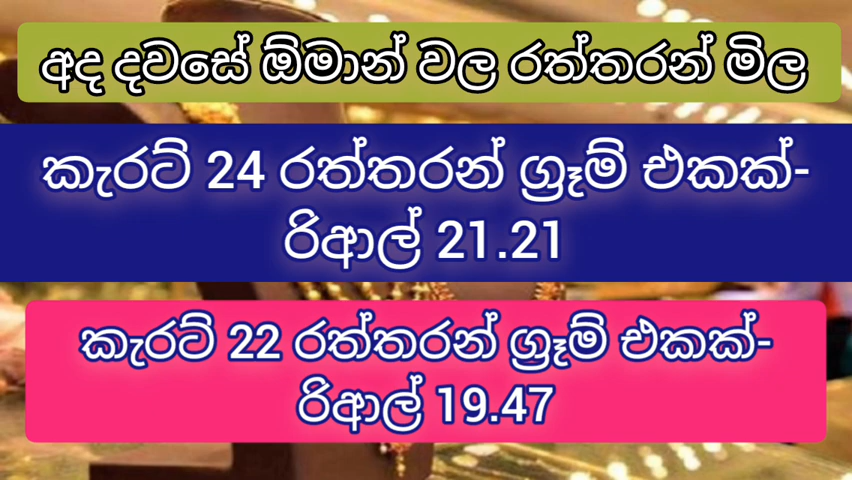 අද දවසේ ඕමාන් වල රත්තරන් මිල
කැරට් 24 රත්තරන් ග්‍රෑම් එකක්-
රිආල් 21.21
කැරට් 22 රත්තරන් ග්‍රෑම් එකක්-
රිආල් 19.47